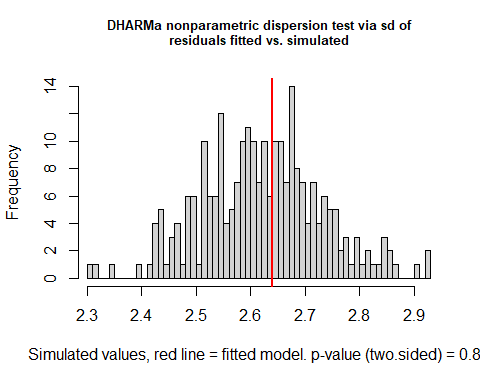 DHARMa nonparametric dispersion test via sd of
residuals fitted vs. simulated
Frequency
14
10
8
6
4
2
0
2.3 2.4 2.5 2.6 2.7 2.8 2.9
Simulated values, red line = fitted model. p-value (two.sided) = 0.8